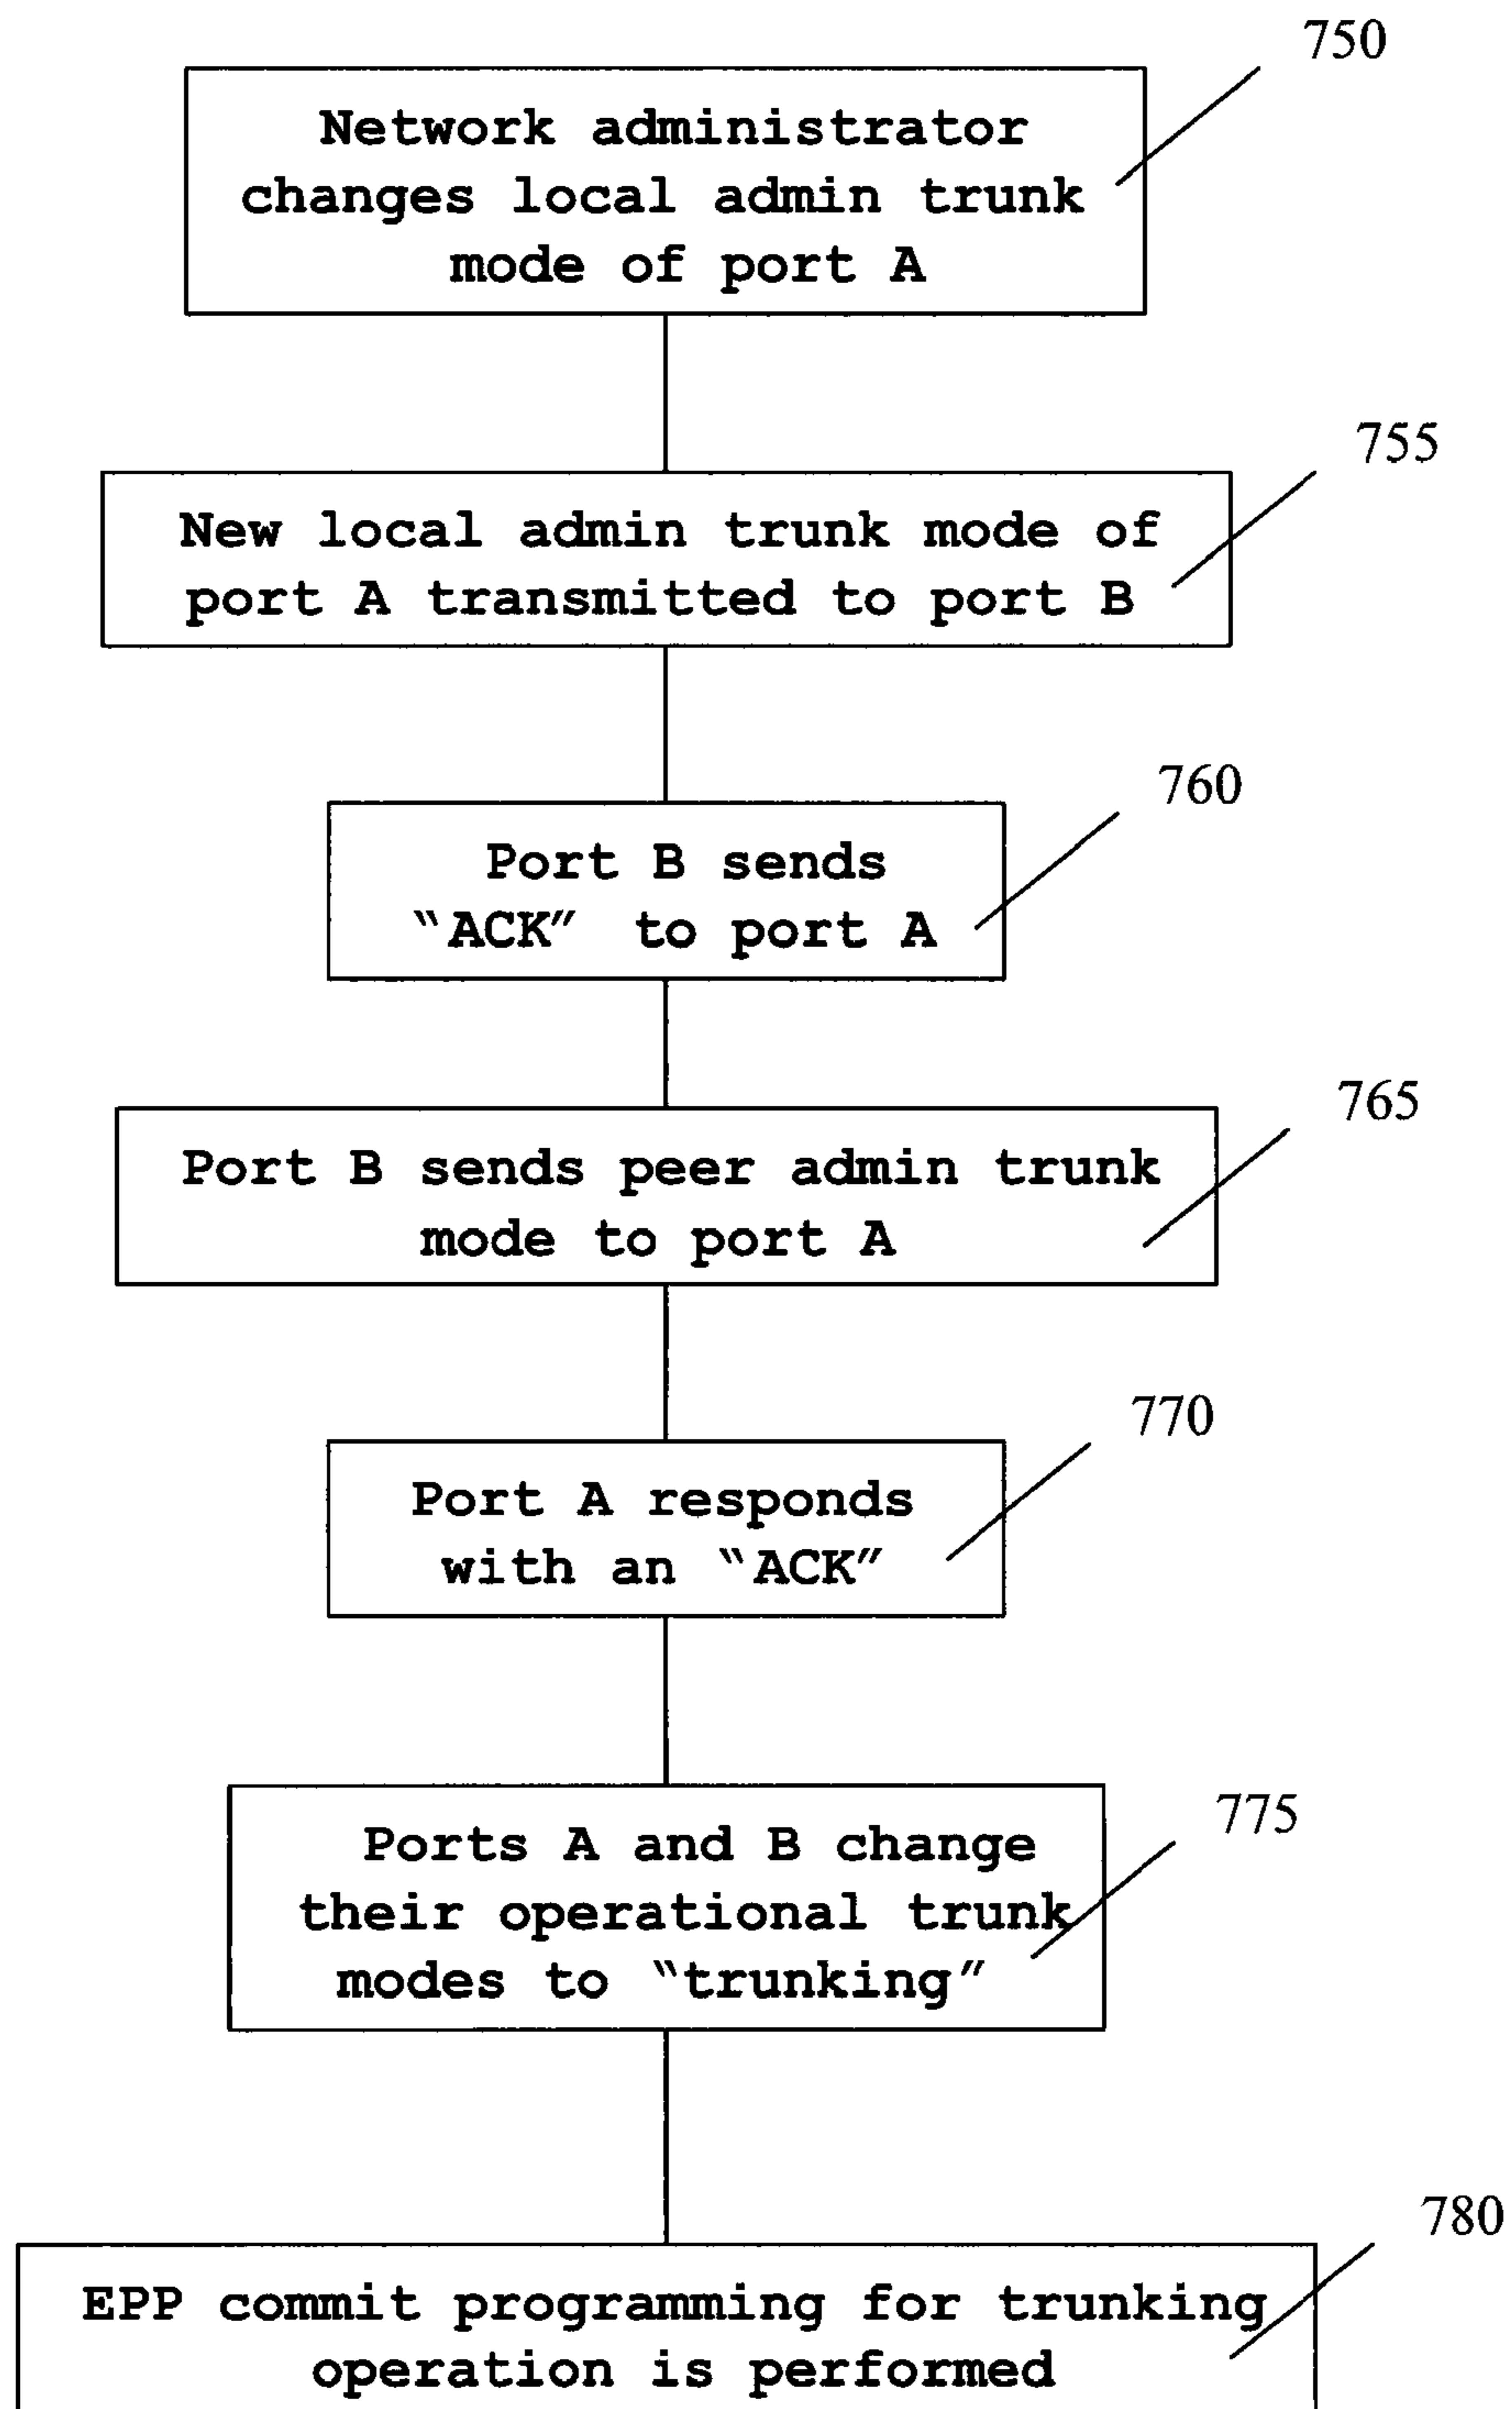 750
Network administrator
changes local admin trunk
mode of port A
755
New local admin trunk mode of
port A transmitted to port B
760
Port B sends
“ACK” to port A
765
Port B sends peer admin trunk
mode to port A
770
Port A responds
with an “ACK”
775
Ports A and B change
their operational trunk
modes to “trunking”
780
EPP commit programming for trunking
operation is performed